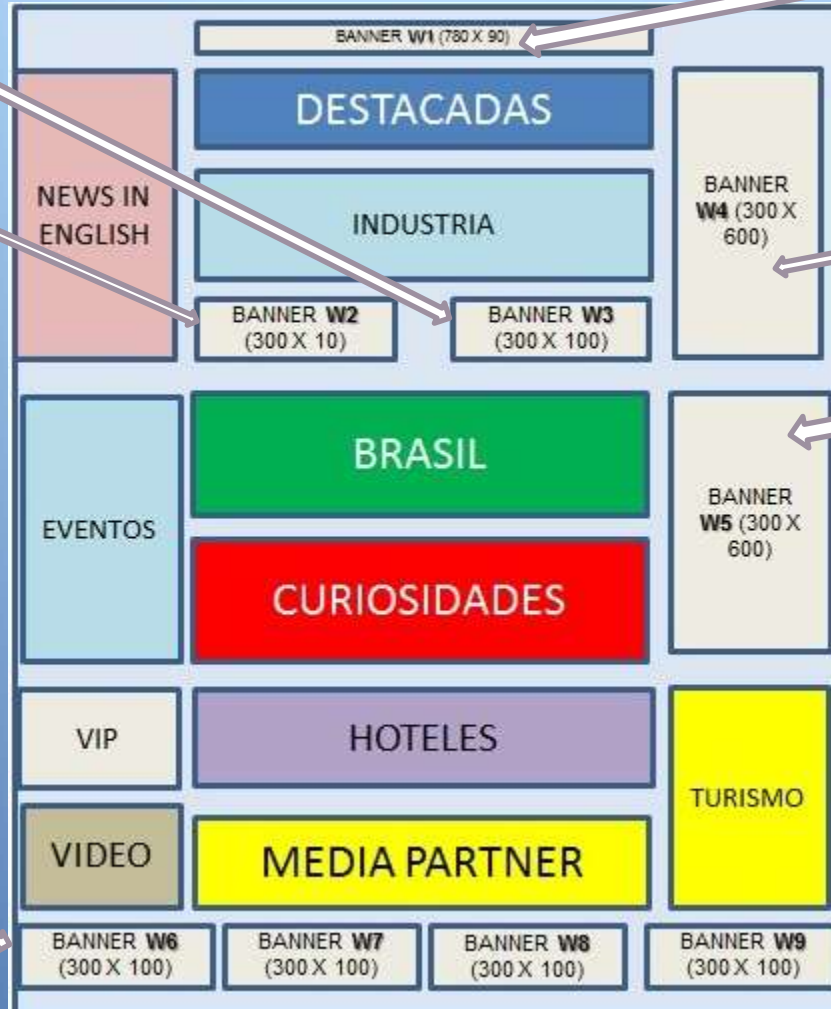 BANNER W1 (780 X 90)
DESTACADAS
NEWS IN
ENGLISH
INDUSTRIA
BANNER
W4 (300 X
600)
BANNER W2
(300 X 10)
BANNER W3
(300 X 100)
BRASIL
EVENTOS
BANNER
W5 (300 X
600)
CURIOSIDADES
VIP
HOTELES
TURISMO
VIDEO
MEDIA PARTNER
BANNER W6
(300 X 100)
BANNER W7
(300 X 100)
BANNER W8
(300 X 100)
BANNER W9
(300 X 100)